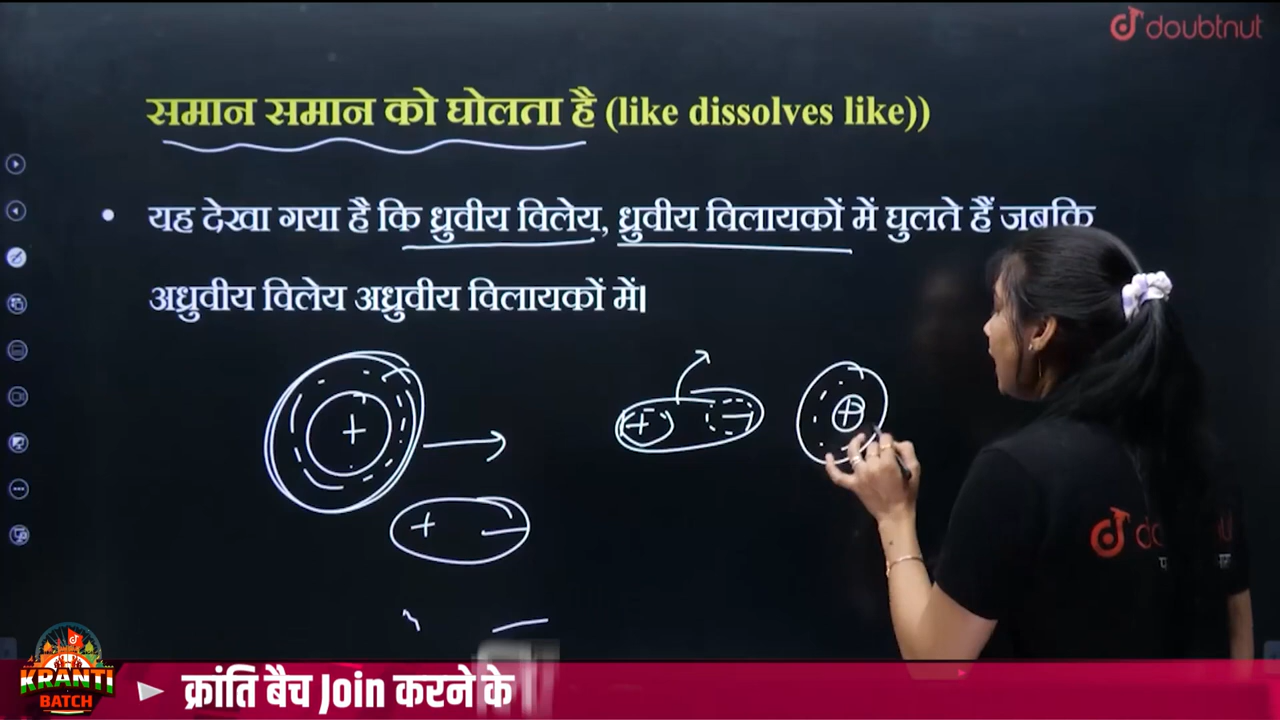 doubtnut
समान समान को घोलता है (like dissolves like))
• यह देखा गया है कि ध्रुवीय विलेय, ध्रुवीय विलायकों में घुलते हैं जबकि
अध्रुवीय विलेय अध्रुवीय विलायकों में।
+ + - +
+ -
KRANTI
BATCH
क्रांति बैच Join करने के